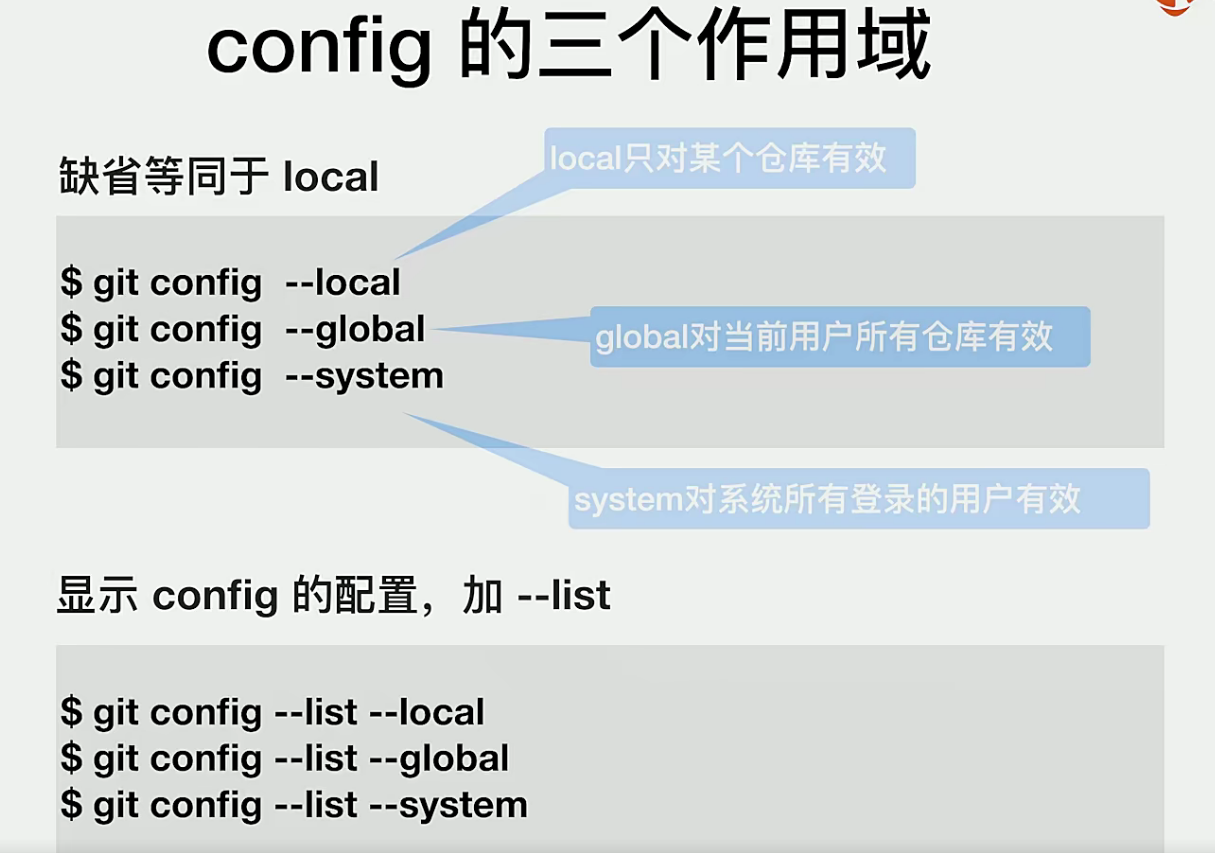 config 的三个作用域
缺省等同于 local
local只对某个仓库有效
$ git config --local
$ git config --global
global对当前用户所有仓库有效
$ git config --system
system对系统所有登录的用户有效
显示 config 的配置，加 --list
$ git config --list --local
$ git config --list --global
$ git config --list --system